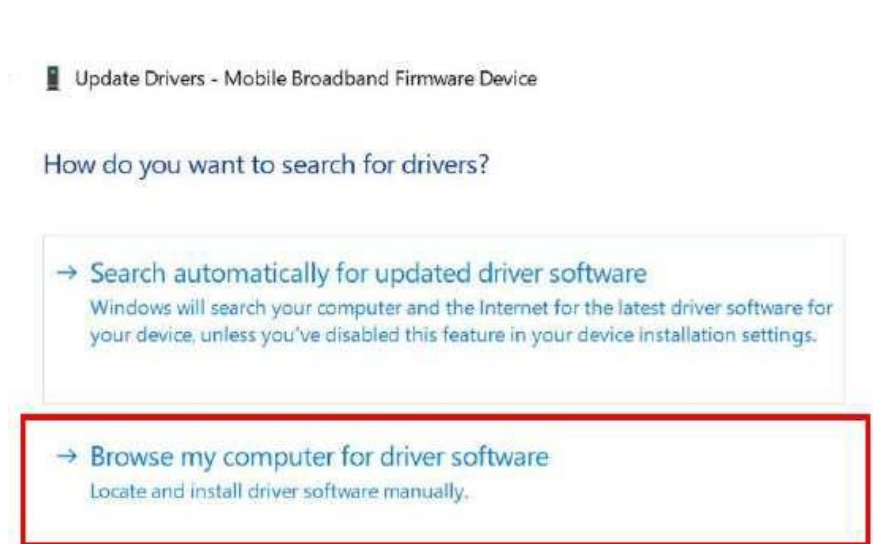 Update Drivers - Mobile Broadband Firmware Device
How do you want to search for drivers?
→ Search automatically for updated driver software
Windows will search your computer and the Internet for the latest driver software for
your device, unless you've disabled this feature in your device installation settings.
→ Browse my computer for driver software
Locate and install driver software manually.